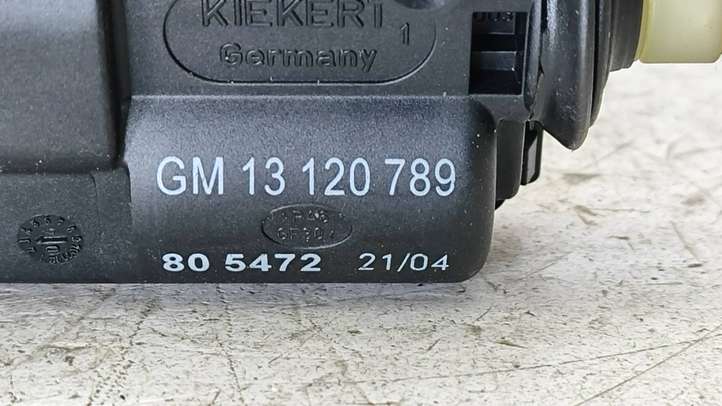 KIEKERT
Germany 1
GM 13 120 789
80 5472 21/04